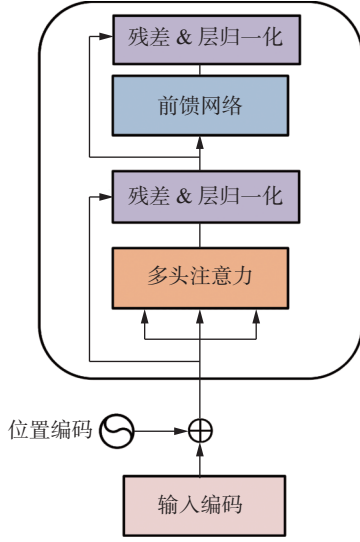 残差 & 层归一化
前馈网络
残差 & 层归一化
多头注意力
位置编码
输入编码